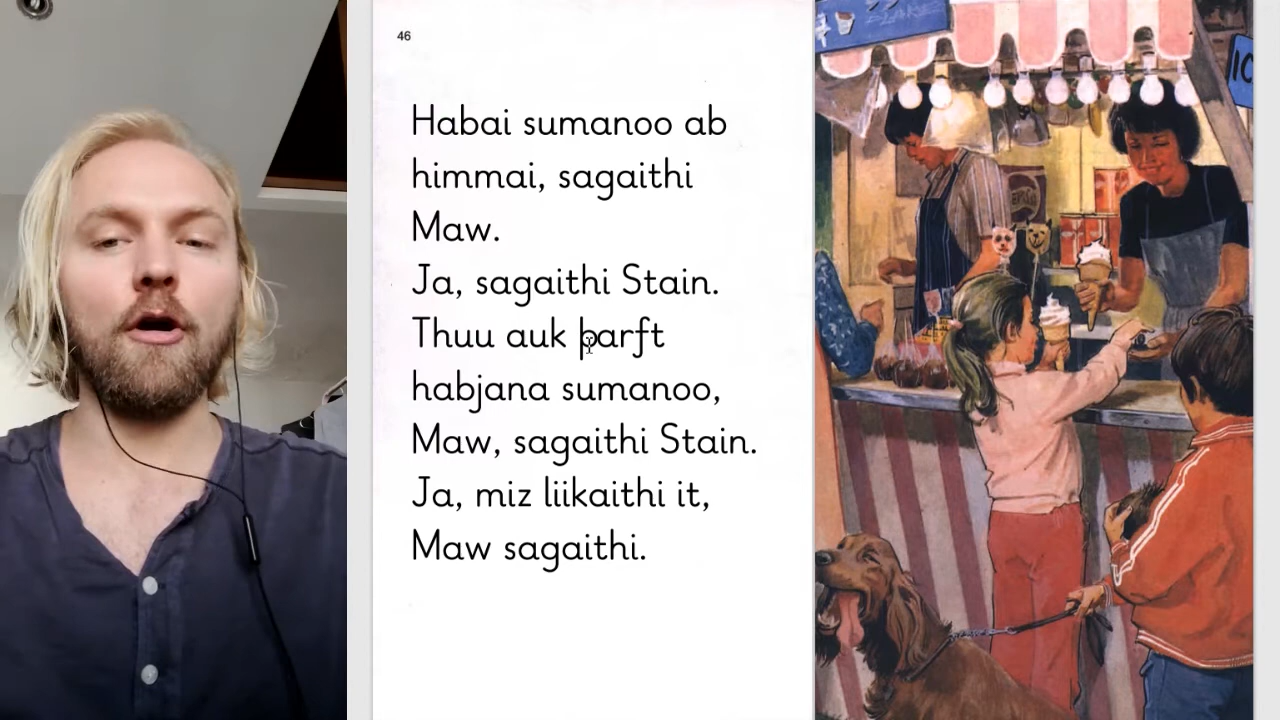 46
Habai sumanoo ab
himmai, sagaithi
Maw.
Ja, sagaithi Stain.
Thuu auk þarft
habjana sumanoo,
Maw, sagaithi Stain.
Ja, miz liikaithi it,
Maw sagaithi.